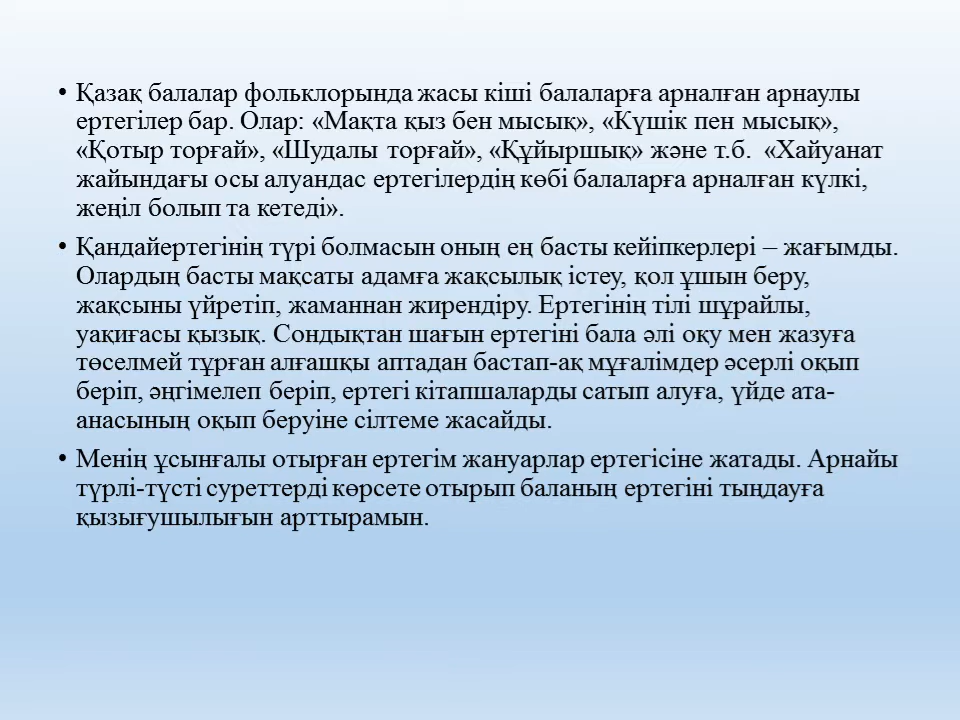 • Қазақ балалар фольклорында жасы кіші балаларға арналған арнаулы
ертегілер бар. Олар: «Мақта қыз бен мысық», «Күшік пен мысық»,
«Қотыр торғай», «Шудалы торғай», «Құйыршық» және т.б. «Хайуанат
жайындағы осы алуандас ертегілердің көбі балаларға арналған күлкі,
жеңіл болып та кетеді».
• Қандайертегінің түрі болмасын оның ең басты кейіпкерлері – жағымды.
Олардың басты мақсаты адамға жақсылық істеу, қол ұшын беру,
жақсыны үйретіп, жаманнан жирендіру. Ертегінің тілі шұрайлы,
уақиғасы қызық. Сондықтан шағын ертегіні бала әлі оқу мен жазуға
төселмей тұрған алғашқы аптадан бастап-ақ мұғалімдер әсерлі оқып
беріп, әңгімелеп беріп, ертегі кітапшаларды сатып алуға, үйде ата-
анасының оқып беруіне сілтеме жасайды.
• Менің ұсынғалы отырған ертегім жануарлар ертегісіне жатады. Арнайы
түрлі-түсті суреттерді көрсете отырып баланың ертегіні тыңдауға
қызығушылығын арттырамын.